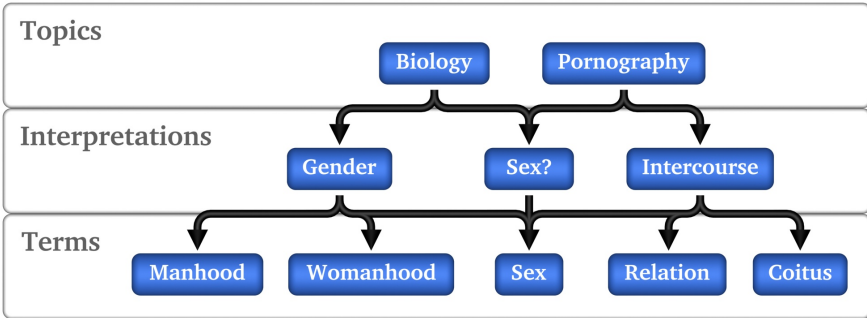 Topics
Biology
Pornography
Interpretations
Gender
Sex?
Intercourse
Terms
Manhood
Womanhood
Sex
Relation
Coitus